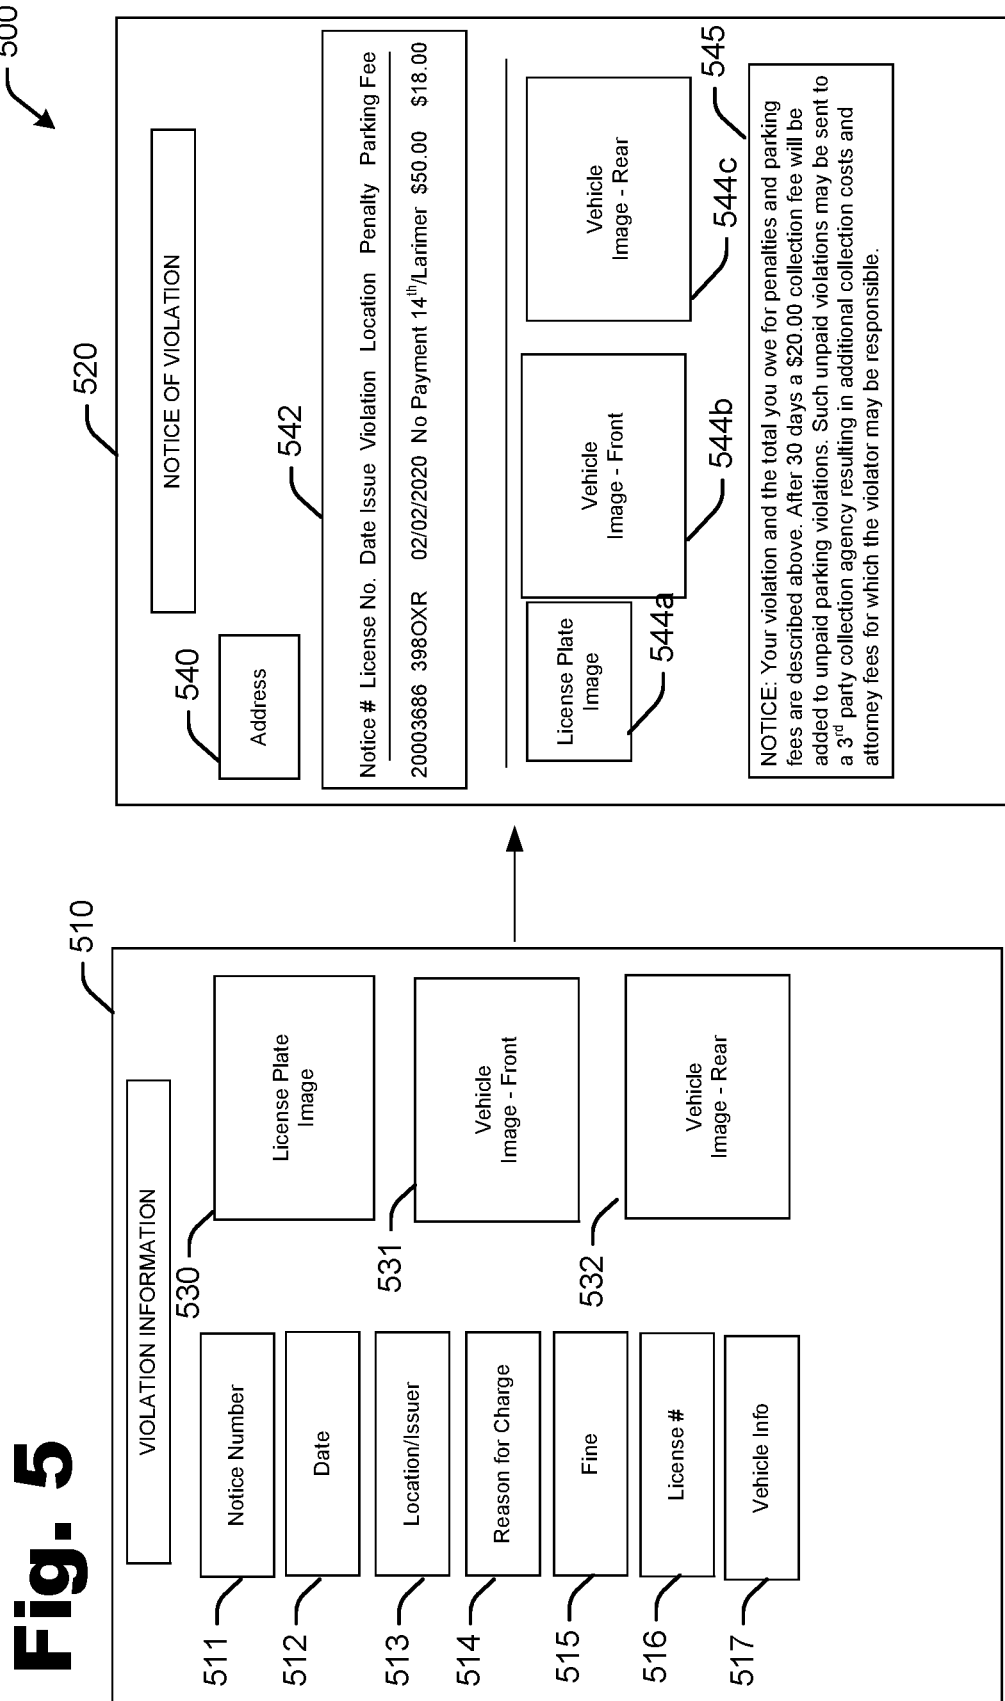 Fig. 5
500
510
VIOLATION INFORMATION
511
Notice Number
512
Date
513
Location/Issuer
514
Reason for Charge
515
Fine
516
License #
517
Vehicle Info
530
License Plate
Image
531
Vehicle
Image - Front
532
Vehicle
Image - Rear
520
NOTICE OF VIOLATION
540
Address
542
Notice # License No. Date Issue Violation Location Penalty Parking Fee
20003686 398OXR 02/02/2020 No Payment 14th/Larimer $50.00 $18.00
License Plate
Image
544a
Vehicle
Image - Front
544b
Vehicle
Image - Rear
544c
545
NOTICE: Your violation and the total you owe for penalties and parking
fees are described above. After 30 days a $20.00 collection fee will be
added to unpaid parking violations. Such unpaid violations may be sent to
a 3rd party collection agency resulting in additional collection costs and
attorney fees for which the violator may be responsible.